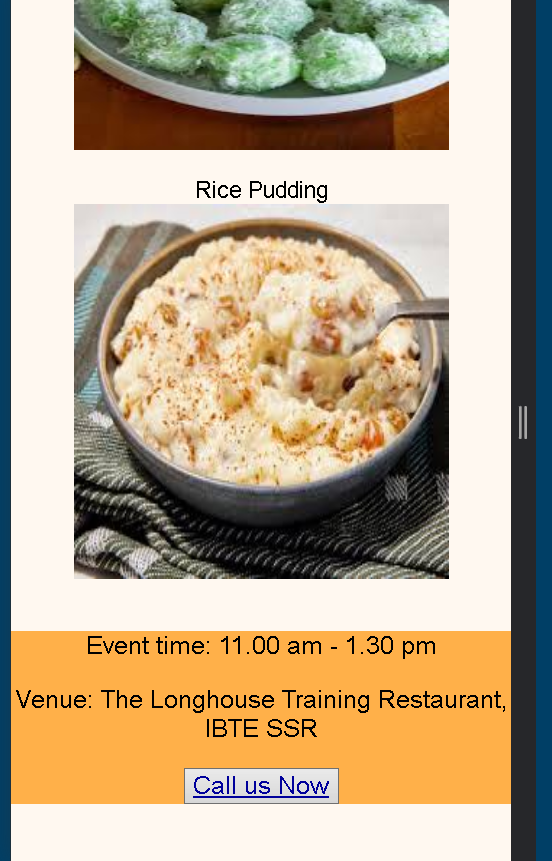 Rice Pudding
Event time: 11.00 am - 1.30 pm
Venue: The Longhouse Training Restaurant,
IBTE SSR
Call us Now